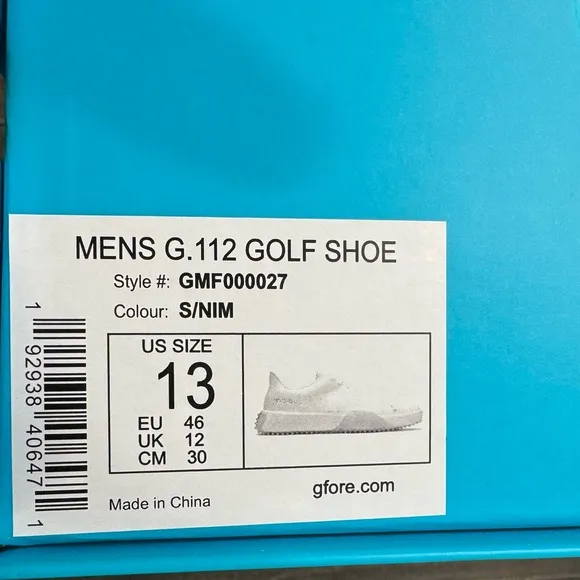 MENS G.112 GOLF SHOE
Style #: GMF000027
Colour: S/NIM
US SIZE
13
EU 46
UK 12
CM 30
gfore.com
Made in China
1 92938 40647 1